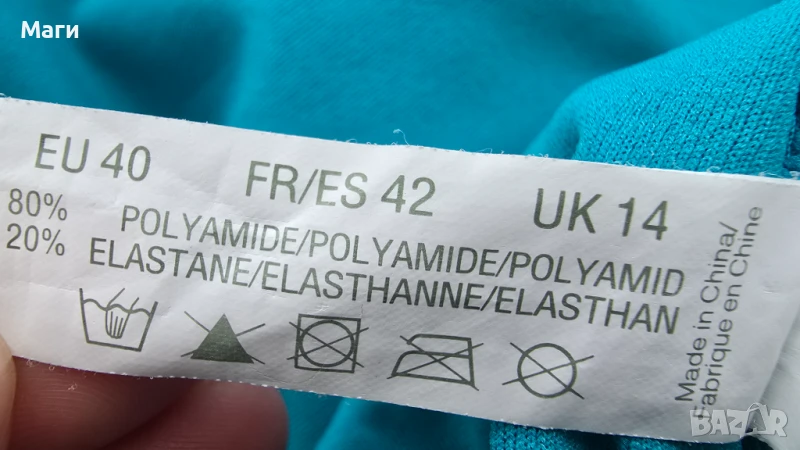 Маги
EU 40 FR/ES 42 UK 14
80% POLYAMIDE/POLYAMIDE/POLYAMID
20% ELASTANE/ELASTHANNE/ELASTHAN
Made in China/
Fabrique en Chine
BAZAR